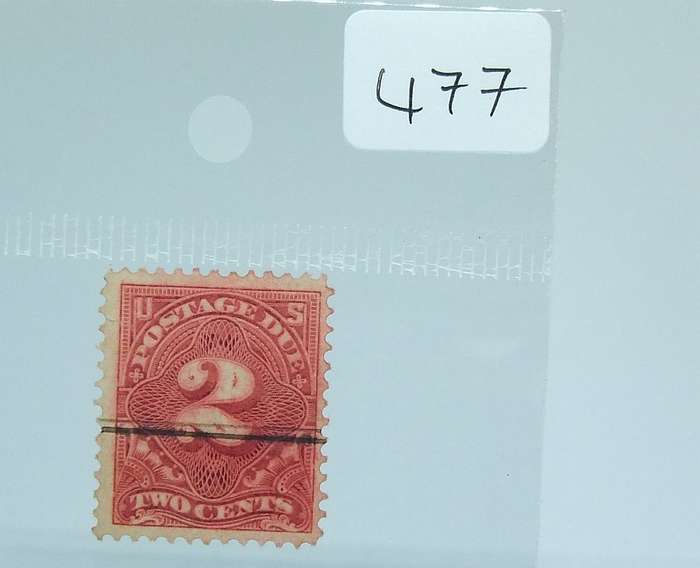 477
U S
POSTAGE DUE
2
TWO CENTS